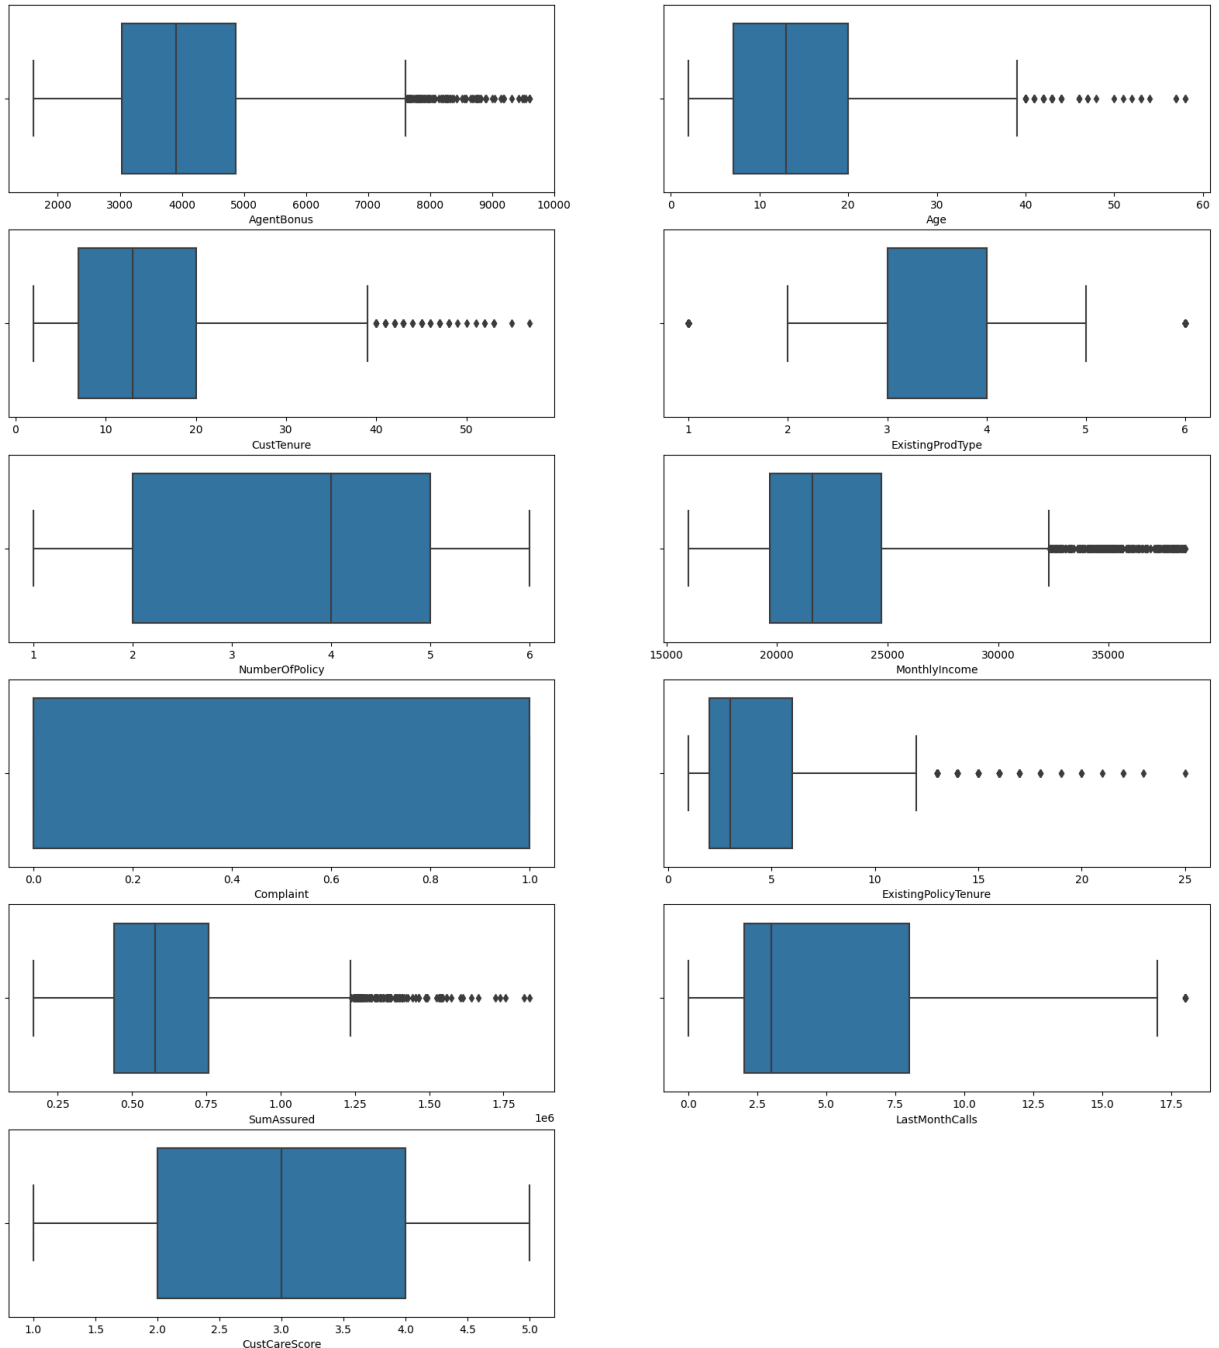 2000 3000 4000 5000 6000 7000 8000 9000 10000
AgentBonus
0 10 20 30 40 50 60
Age
0 10 20 30 40 50
CustTenure
1 2 3 4 5 6
ExistingProdType
1 2 3 4 5 6
NumberOfPolicy
15000 20000 25000 30000 35000
MonthlyIncome
0.0 0.2 0.4 0.6 0.8 1.0
Complaint
0 5 10 15 20 25
ExistingPolicyTenure
0.25 0.50 0.75 1.00 1.25 1.50 1.75
SumAssured 1e6
0.0 2.5 5.0 7.5 10.0 12.5 15.0 17.5
LastMonthCalls
1.0 1.5 2.0 2.5 3.0 3.5 4.0 4.5 5.0
CustCareScore